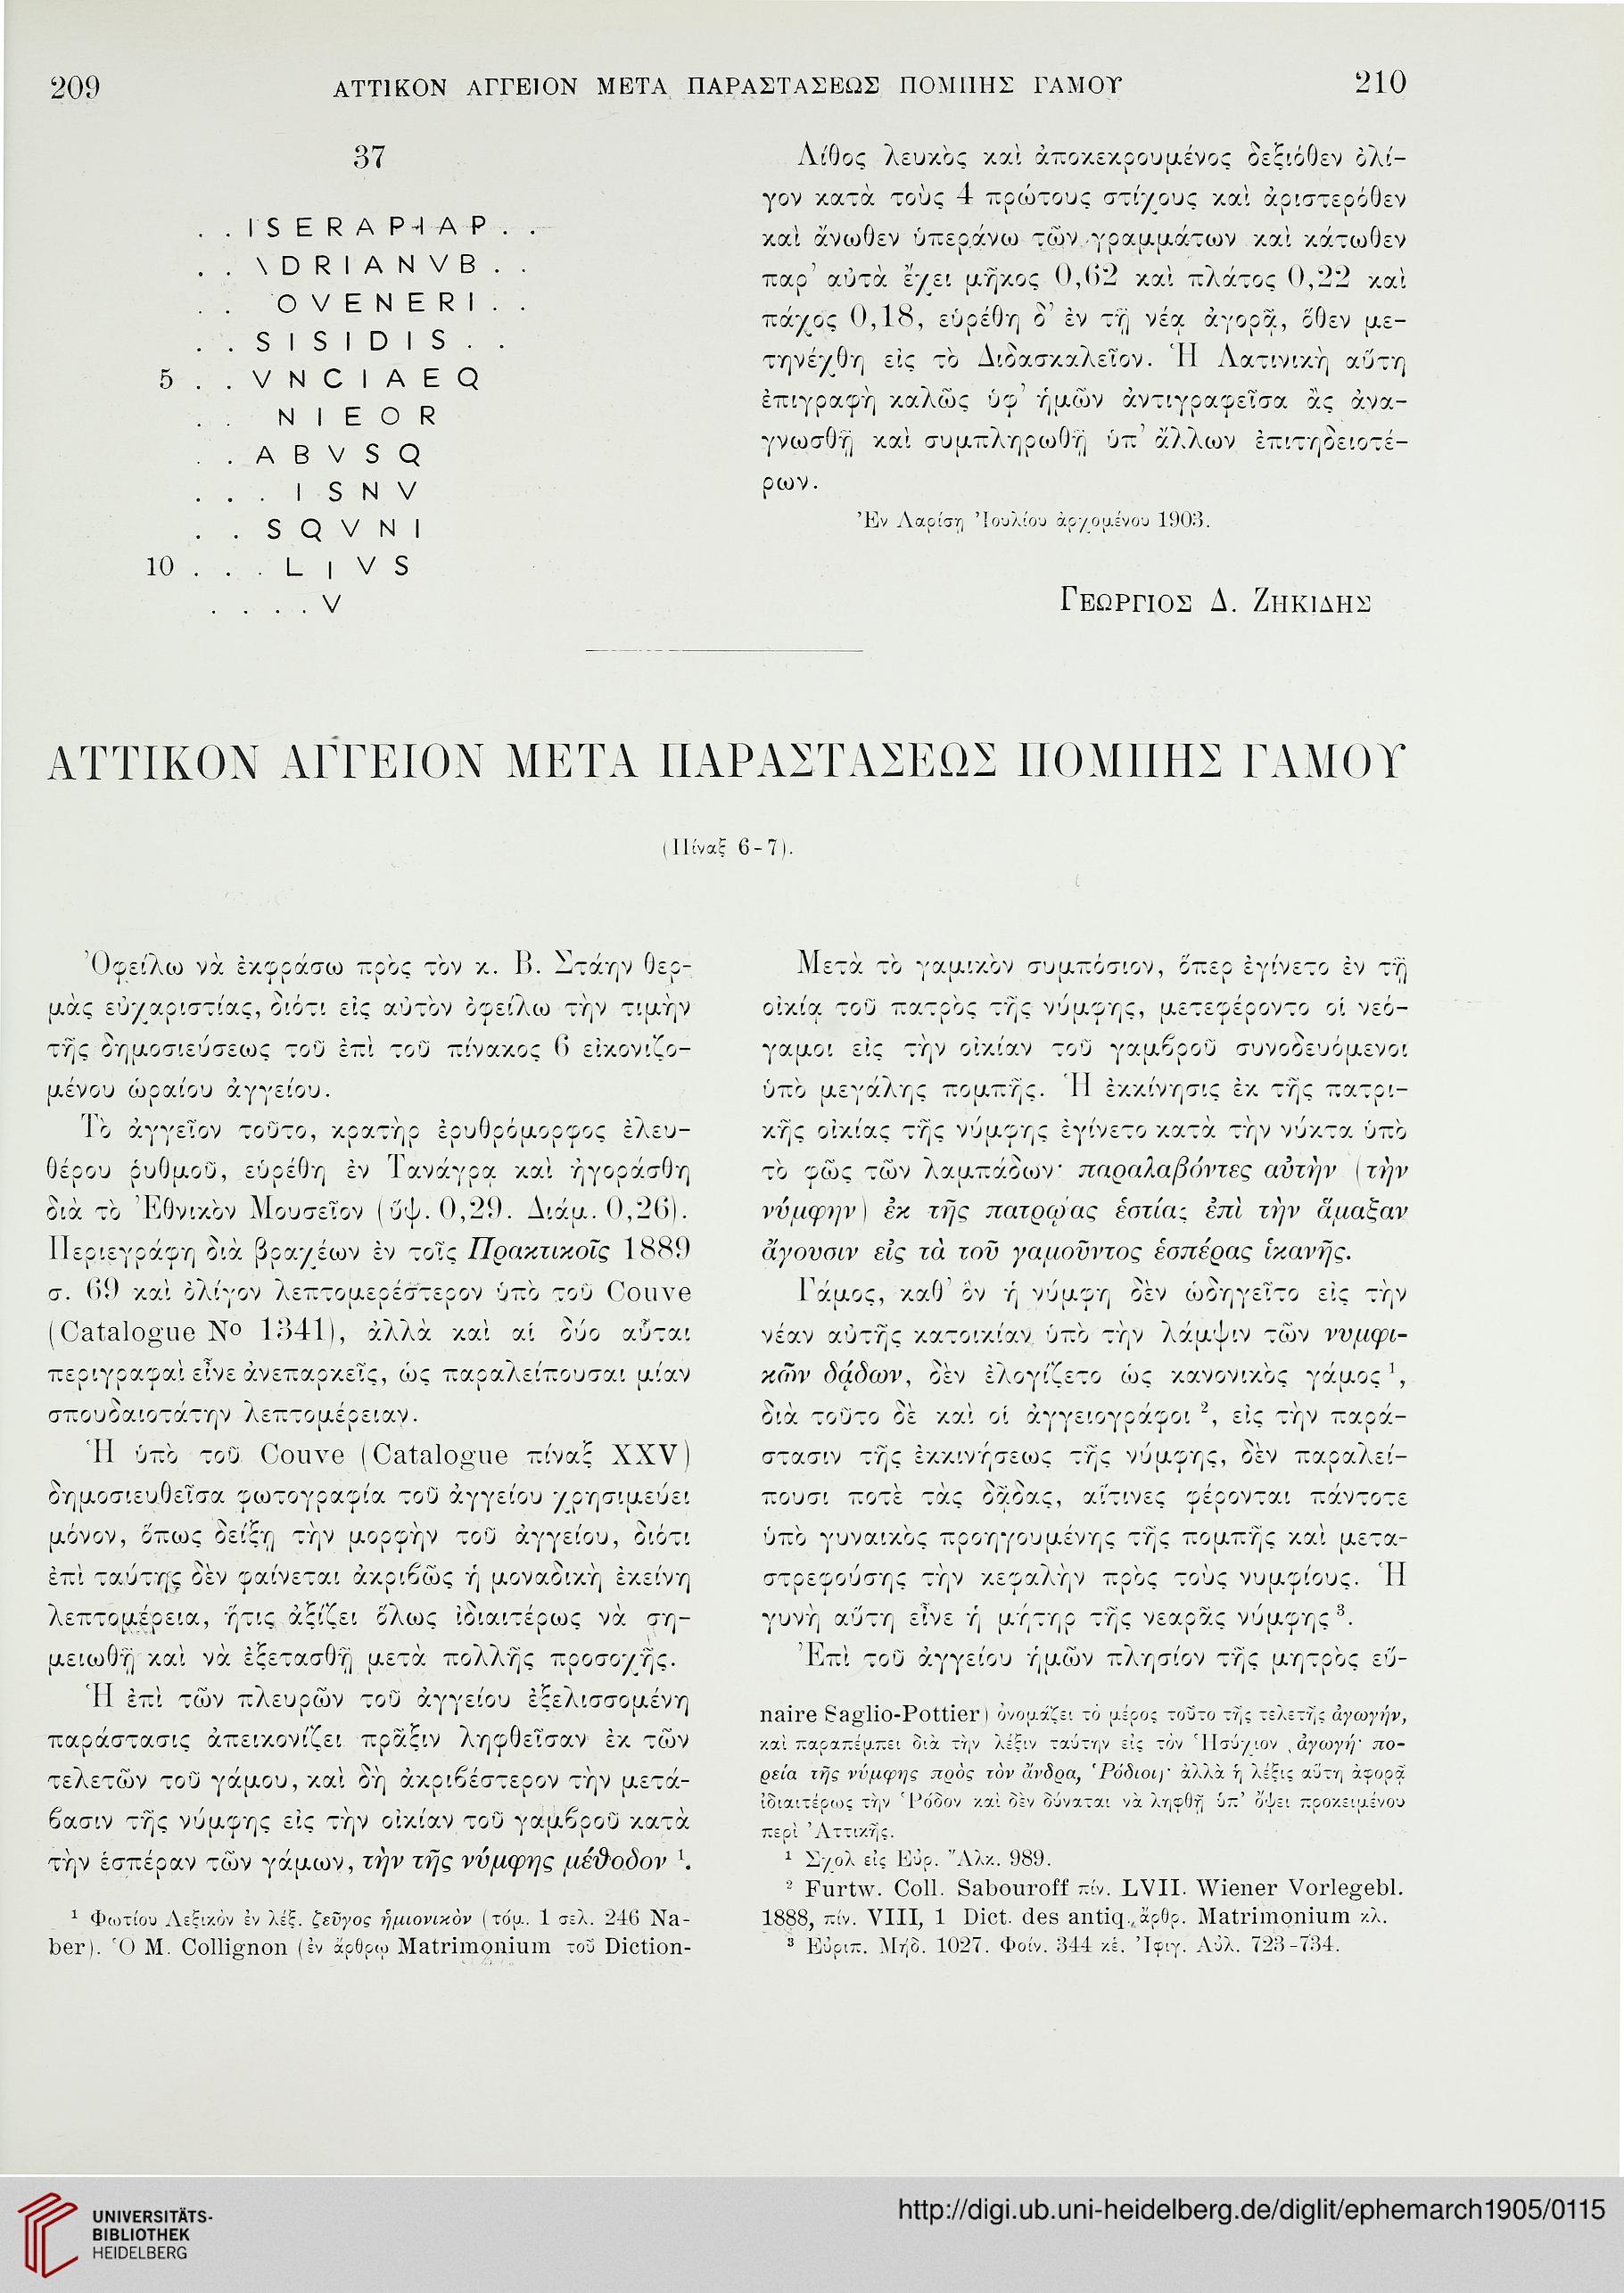 209 ΑΤΤΙΚΟΝ ΑΓΓΕΙΟΝ ΜΕΤΑ ΠΑΡΑΣΤΑΣΕΩΣ ΠΟΜΠΗΣ ΓΑΜΟΥ 210
37
. . I S E R A P H A P . .
. . \ D R I A N V B . .
. . O V E N E R I . .
. . S I S I D I S . .
5 . . V N C I A E Q
. . N I E O R
. . A B V S Q
. . . I S N V
. . S Q V N I
10 . . . L I V S
. . . . V
Λίθος λευκὸς καὶ ἀποκεκρουμένος δεξιόθεν ὀλί-
γον κατὰ τοὺς 4 πρώτους στίχους καὶ ἀριστερόθεν
καὶ ἄνωθεν ὑπεράνω τῶν γραμμάτων καὶ κάτωθεν
παρ' αὐτὰ ἔχει μῆκος 0,62 καὶ πλάτος 0,22 καὶ
πάχος 0,18, εὑρέθη δ' ἐν τῇ νέᾳ ἀγορᾷ, ὅθεν με-
τηνέχθη εἰς τὸ Διδασκαλεῖον. Ἡ Λατινικὴ αὕτη
ἐπιγραφὴ καλῶς ὑφ' ἡμῶν ἀντιγραφεῖσα ἂς ἀνα-
γνωσθῇ καὶ συμπληρωθῇ ὑπ' ἄλλων ἐπιτηδειοτέ-
ρων.
Ἐν Λαρίσῃ Ἰουλίου ἀρχομένου 1903.
ΓΕΩΡΓΙΟΣ Δ. ΖΗΚΙΔΗΣ
ΑΤΤΙΚΟΝ ΑΓΓΕΙΟΝ ΜΕΤΑ ΠΑΡΑΣΤΑΣΕΩΣ ΠΟΜΠΗΣ ΓΑΜΟΥ
(Πίναξ 6-7).
Ὀφείλω νὰ ἐκφράσω πρὸς τὸν κ. Β. Στάην θερ-
μὰς εὐχαριστίας, διότι εἰς αὐτὸν ὀφείλω τὴν τιμὴν
τῆς δημοσιεύσεως τοῦ ἐπὶ τοῦ πίνακος 6 εἰκονιζο-
μένου ὡραίου ἀγγείου.
Τὸ ἀγγεῖον τοῦτο, κρατὴρ ἐρυθρόμορφος ἐλευ-
θέρου ῥυθμοῦ, εὑρέθη ἐν Τανάγρᾳ καὶ ἠγοράσθη
διὰ τὸ Ἐθνικὸν Μουσεῖον (ὕψ. 0,29. Διάμ. 0,26).
Περιεγράφη διὰ βραχέων ἐν τοῖς Πρακτικοῖς 1889
σ. 69 καὶ ὀλίγον λεπτομερέστερον ὑπὸ τοῦ Couve
(Catalogue Nº 1341), ἀλλὰ καὶ αἱ δύο αὗται
περιγραφαὶ εἶνε ἀνεπαρκεῖς, ὡς παραλείπουσαι μίαν
σπουδαιοτάτην λεπτομέρειαν.
Ἡ ὑπὸ τοῦ Couve (Catalogue πίναξ XXV)
δημοσιευθεῖσα φωτογραφία τοῦ ἀγγείου χρησιμεύει
μόνον, ὅπως δείξῃ τὴν μορφὴν τοῦ ἀγγείου, διότι
ἐπὶ ταύτης δὲν φαίνεται ἀκριβῶς ἡ μοναδικὴ ἐκείνη
λεπτομέρεια, ἥτις ἀξίζει ὅλως ἰδιαιτέρως νὰ ση-
μειωθῇ καὶ νὰ ἐξετασθῇ μετὰ πολλῆς προσοχῆς.
Ἡ ἐπὶ τῶν πλευρῶν τοῦ ἀγγείου ἐξελισσομένη
παράστασις ἀπεικονίζει πρᾶξιν ληφθεῖσαν ἐκ τῶν
τελετῶν τοῦ γάμου, καὶ δὴ ἀκριβέστερον τὴν μετά-
βασιν τῆς νύμφης εἰς τὴν οἰκίαν τοῦ γαμβροῦ κατὰ
τὴν ἑσπέραν τῶν γάμων, τὴν τῆς νύμφης μέθοδον ¹.
¹ Φωτίου Λεξικὸν ἐν λέξ. ζεῦγος ἡμιονικὸν (τόμ. 1 σελ. 246 Na-
ber). Ὁ M. Collignon (ἐν ἄρθρῳ Matrimonium τοῦ Diction-
Μετὰ τὸ γαμικὸν συμπόσιον, ὅπερ ἐγίνετο ἐν τῇ
οἰκίᾳ τοῦ πατρὸς τῆς νύμφης, μετεφέροντο οἱ νεό-
γαμοι εἰς τὴν οἰκίαν τοῦ γαμβροῦ συνοδευόμενοι
ὑπὸ μεγάλης πομπῆς. Ἡ ἐκκίνησις ἐκ τῆς πατρι-
κῆς οἰκίας τῆς νύμφης ἐγίνετο κατὰ τὴν νύκτα ὑπὸ
τὸ φῶς τῶν λαμπάδων· παραλαβόντες αὐτὴν (τὴν
νύμφην) ἐκ τῆς πατρῴας ἑστίας ἐπὶ τὴν ἅμαξαν
ἄγουσιν εἰς τὰ τοῦ γαμοῦντος ἑσπέρας ἱκανῆς.
Γάμος, καθ' ὃν ἡ νύμφη δὲν ὡδηγεῖτο εἰς τὴν
νέαν αὐτῆς κατοικίαν ὑπὸ τὴν λάμψιν τῶν νυμφι-
κῶν δᾴδων, δὲν ἐλογίζετο ὡς κανονικὸς γάμος ¹,
διὰ τοῦτο δὲ καὶ οἱ ἀγγειογράφοι ², εἰς τὴν παρά-
στασιν τῆς ἐκκινήσεως τῆς νύμφης, δὲν παραλεί-
πουσι ποτὲ τὰς δᾷδας, αἵτινες φέρονται πάντοτε
ὑπὸ γυναικὸς προηγουμένης τῆς πομπῆς καὶ μετα-
στρεφούσης τὴν κεφαλὴν πρὸς τοὺς νυμφίους. Ἡ
γυνὴ αὕτη εἶνε ἡ μήτηρ τῆς νεαρᾶς νύμφης ³.
Ἐπὶ τοῦ ἀγγείου ἡμῶν πλησίον τῆς μητρὸς εὕ-
naire Saglio-Pottier) ὀνομάζει τὸ μέρος τοῦτο τῆς τελετῆς ἀγωγήν,
καὶ παραπέμπει διὰ τὴν λέξιν ταύτην εἰς τὸν Ἡσύχιον (ἀγωγή· πο-
ρεία τῆς νύμφης πρὸς τὸν ἄνδρα, Ῥόδιοι)· ἀλλὰ ἡ λέξις αὕτη ἀφορᾷ
ἰδιαιτέρως τὴν Ῥόδον καὶ δὲν δύναται νὰ ληφθῇ ὑπ' ὄψει προκειμένου
περὶ Ἀττικῆς.
¹ Σχολ εἰς Εὐρ. Ἄλκ. 989.
² Furtw. Coll. Sabouroff πίν. LVII. Wiener Vorlegebl.
1888, πίν. VIII, 1 Dict. des antiq., ἄρθρ. Matrimonium κλ.
³ Εὐριπ. Μήδ. 1027. Φοίν. 344 κἑ. Ἰφιγ. Αὐλ. 723-734.
UNIVERSITÄTS-
BIBLIOTHEK
HEIDELBERG
http://digi.ub.uni-heidelberg.de/diglit/ephemarch1905/0115